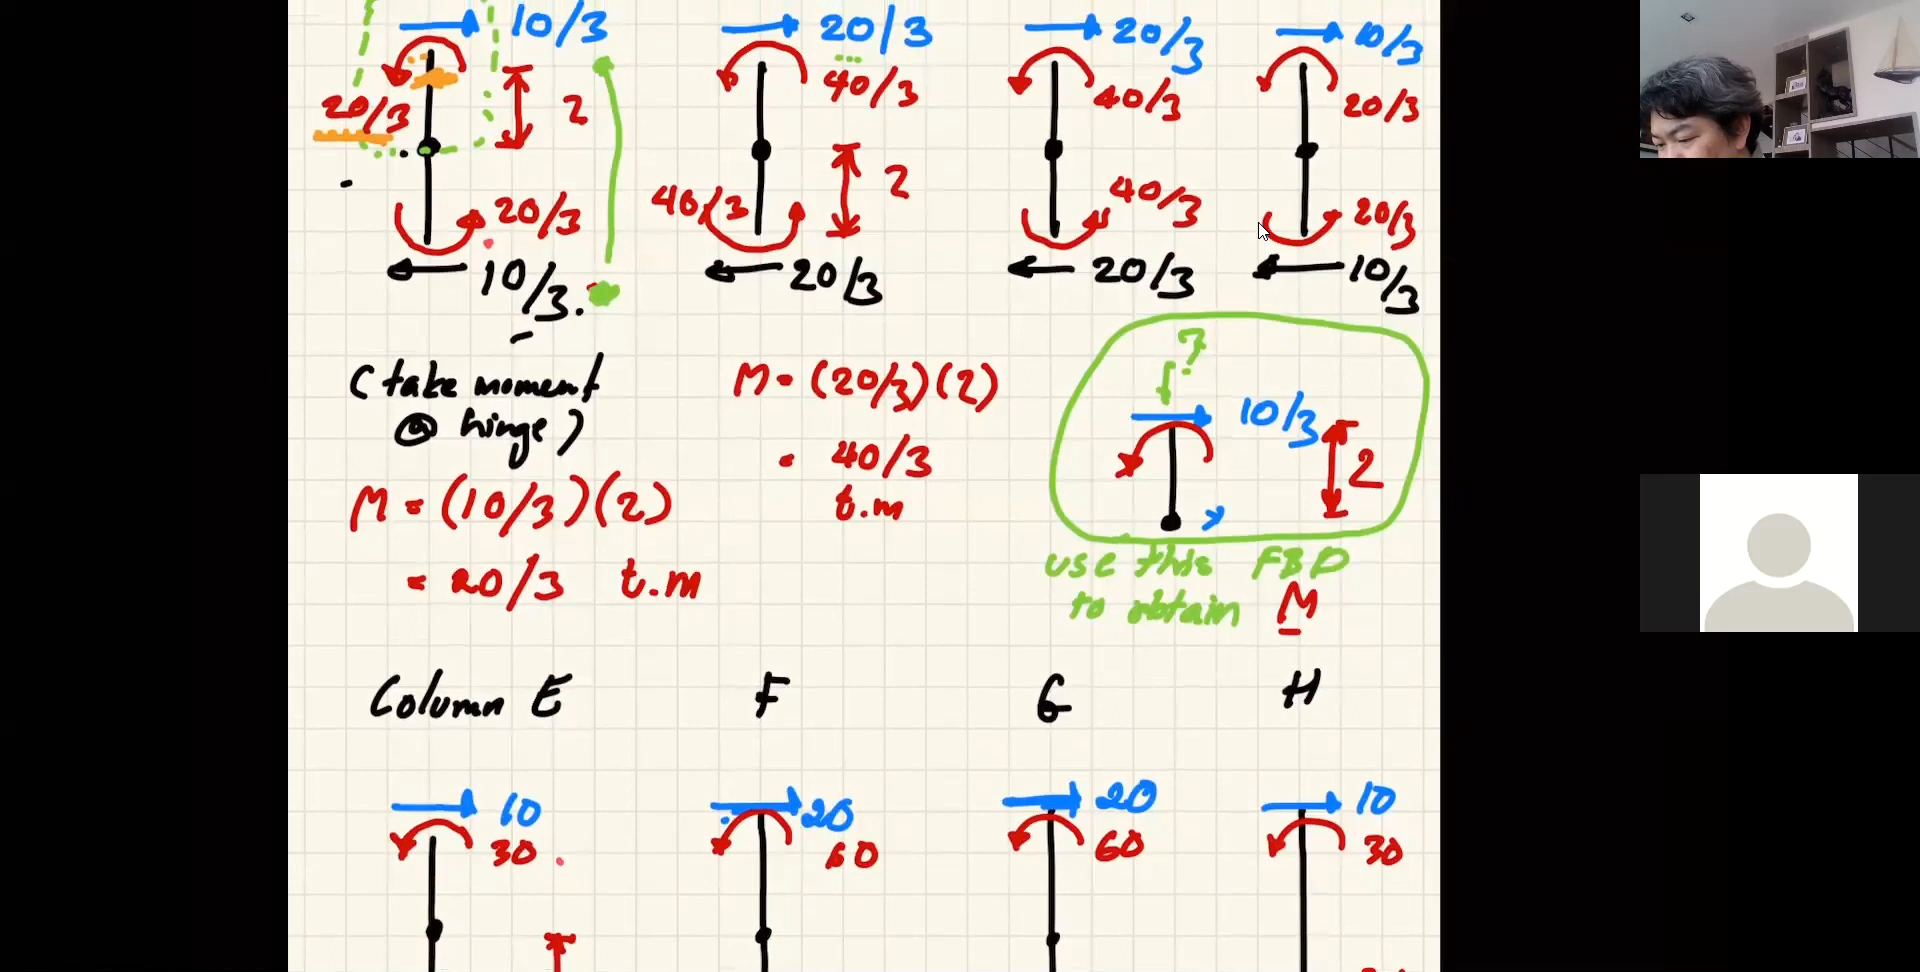 10/3 20/3 20/3 10/3
20/3 2 40/3 40/3 20/3
20/3 40/3 2 40/3 20/3
10/3. 20/3 20/3 10/3
(take moment
@ hinge)
M = (10/3)(2)
= 20/3 t.m
M = (20/3)(2)
= 40/3
t.m
f?
10/3
2
use this FBD
to obtain M
Column E F G H
10 20 20 10
30 60 60 30